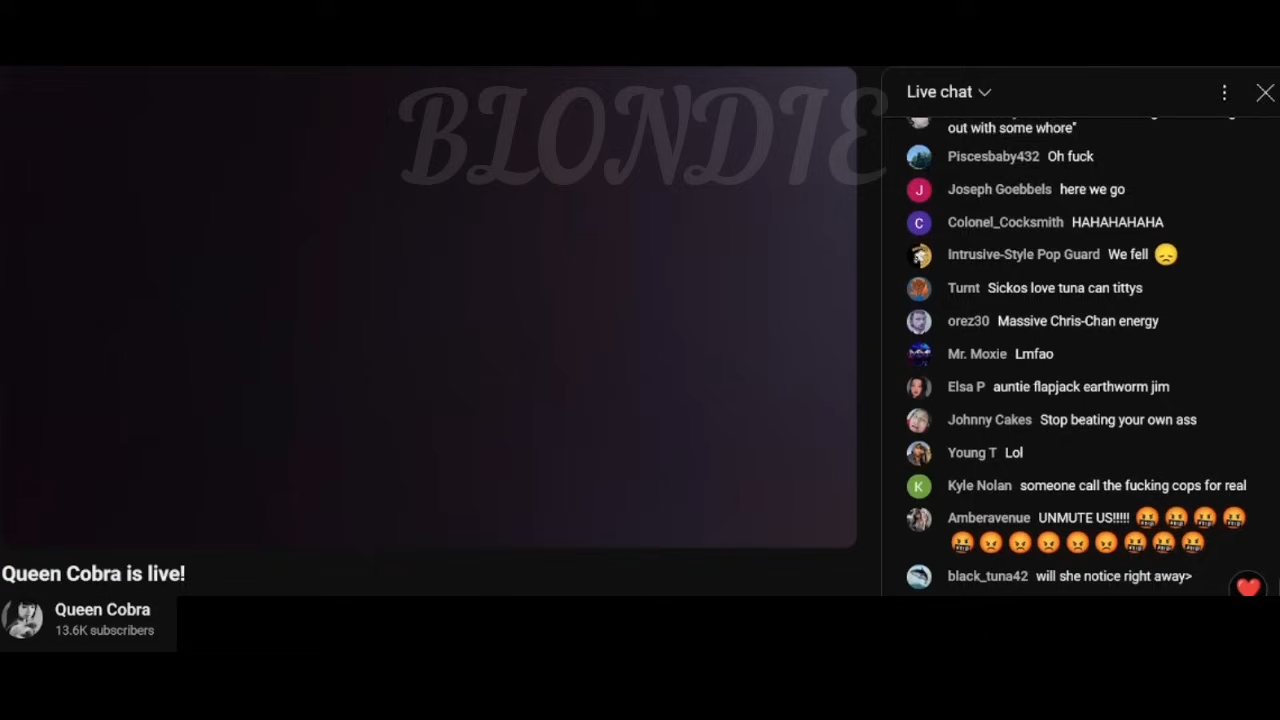 BLONDIE
Live chat
out with some whore"
Piscesbaby432 Oh fuck
Joseph Goebbels here we go
Colonel_Cocksmith HAHAHAHAHA
Intrusive-Style Pop Guard We fell 😞
Turnt Sickos love tuna can tittys
orez30 Massive Chris-Chan energy
Mr. Moxie Lmfao
Elsa P auntie flapjack earthworm jim
Johnny Cakes Stop beating your own ass
Young T Lol
K Kyle Nolan someone call the fucking cops for real
Amberavenue UNMUTE US!!!!! 🤬🤬🤬🤬
🤬😡😡😡😡😡🤬🤬🤬
black_tuna42 will she notice right away>
Queen Cobra is live!
Queen Cobra
13.6K subscribers